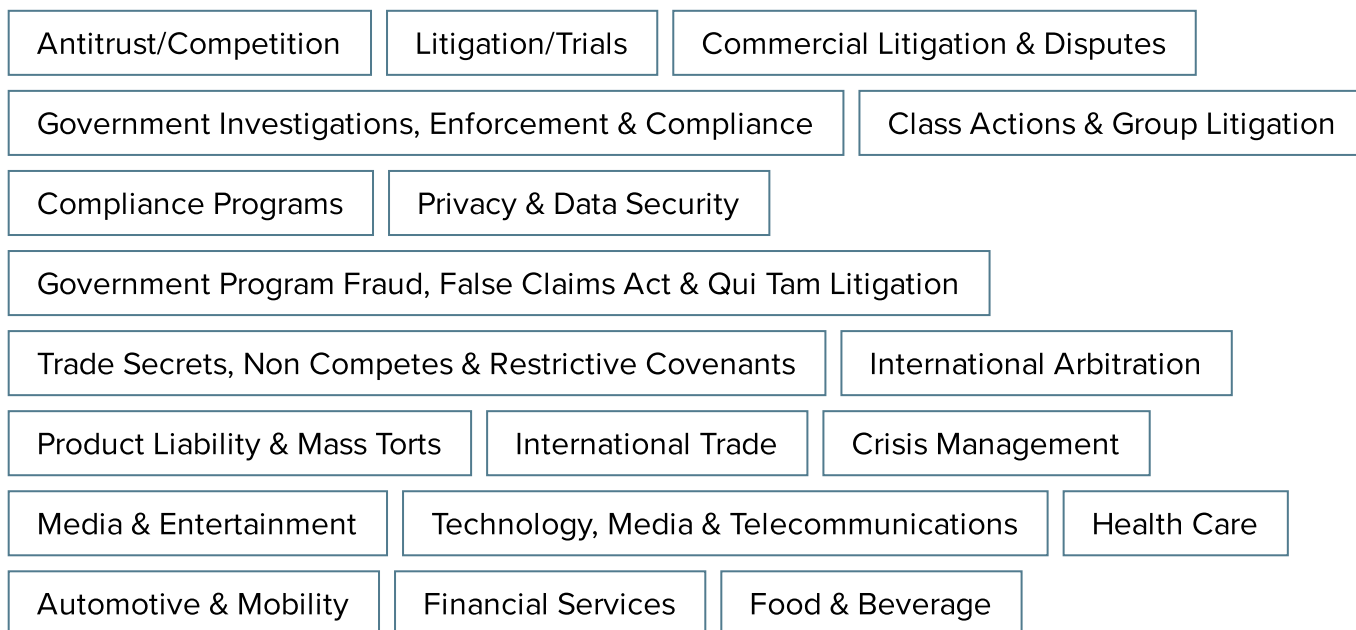 Antitrust/Competition Litigation/Trials Commercial Litigation & Disputes
Government Investigations, Enforcement & Compliance Class Actions & Group Litigation
Compliance Programs Privacy & Data Security
Government Program Fraud, False Claims Act & Qui Tam Litigation
Trade Secrets, Non Competes & Restrictive Covenants International Arbitration
Product Liability & Mass Torts International Trade Crisis Management
Media & Entertainment Technology, Media & Telecommunications Health Care
Automotive & Mobility Financial Services Food & Beverage